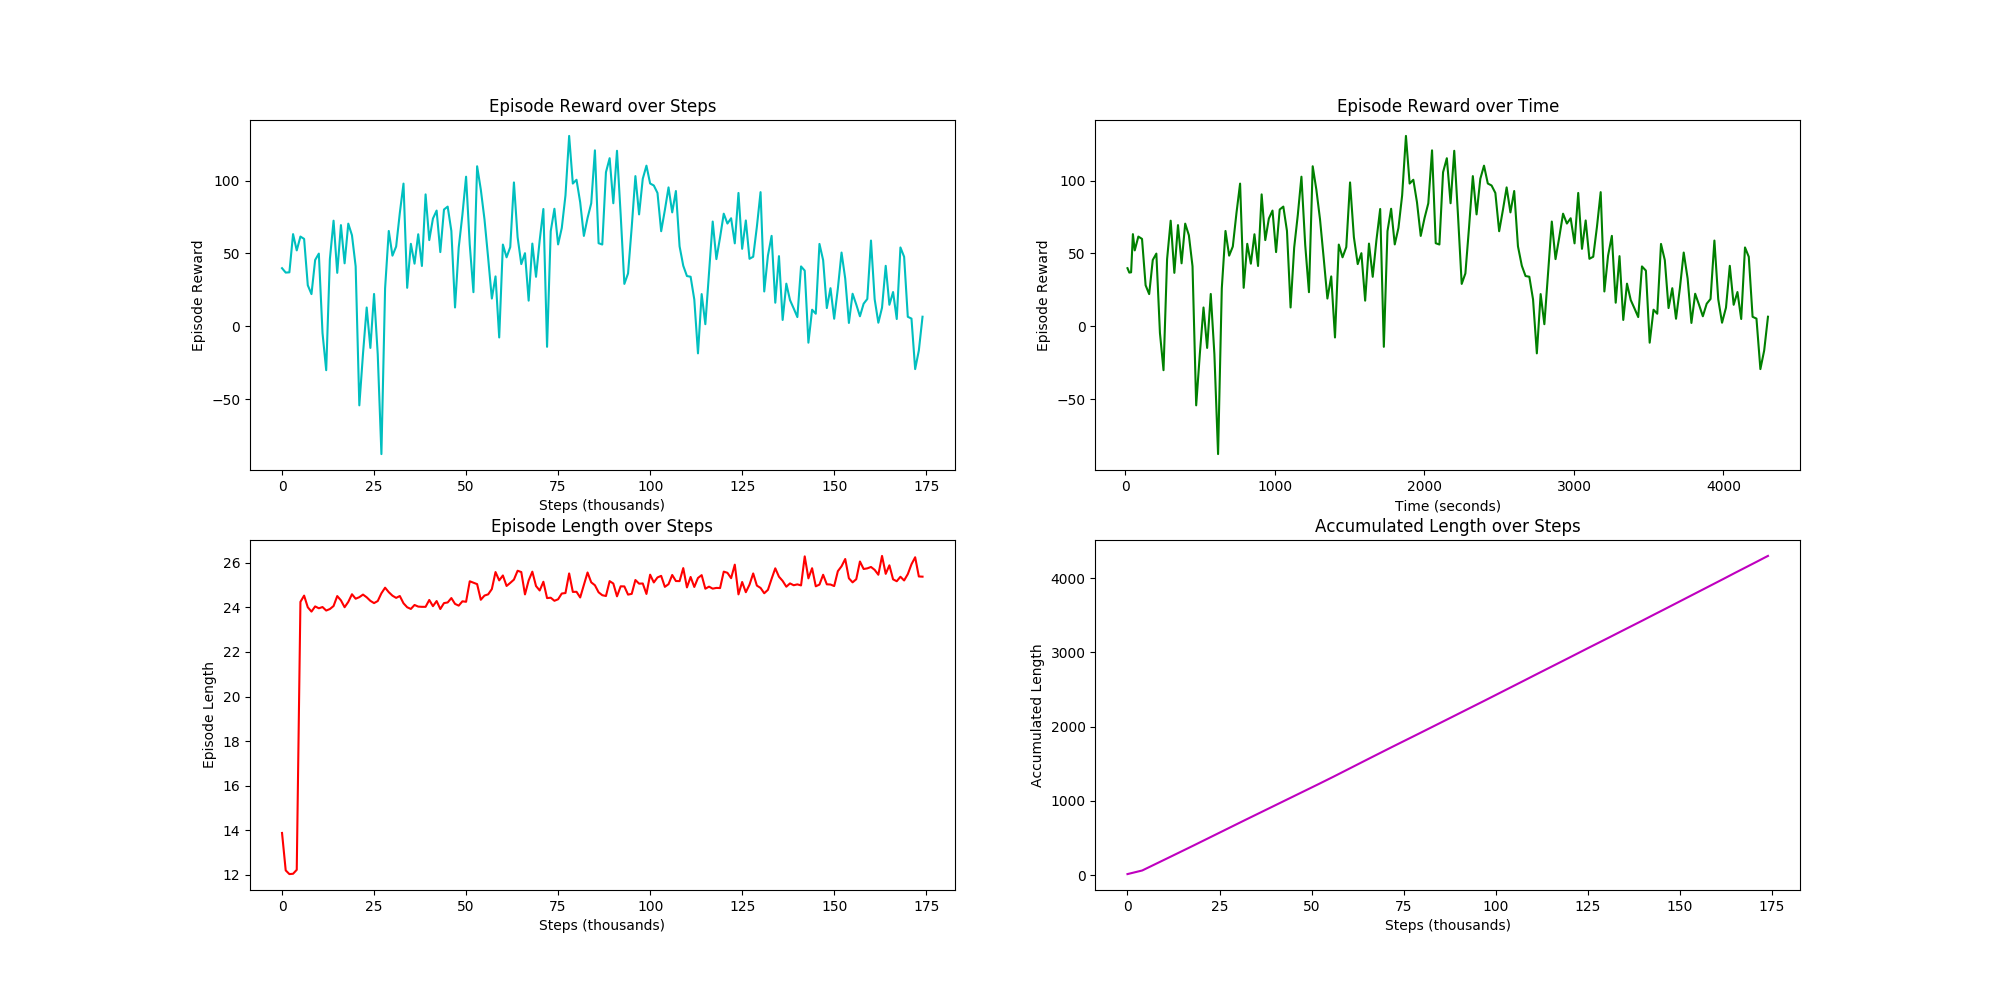 Episode Reward over Steps
Episode Reward
100
50
0
−50
0 25 50 75 100 125 150 175
Steps (thousands)
Episode Reward over Time
Episode Reward
100
50
0
−50
0 1000 2000 3000 4000
Time (seconds)
Episode Length over Steps
Episode Length
26
24
22
20
18
16
14
12
0 25 50 75 100 125 150 175
Steps (thousands)
Accumulated Length over Steps
Accumulated Length
4000
3000
2000
1000
0
0 25 50 75 100 125 150 175
Steps (thousands)